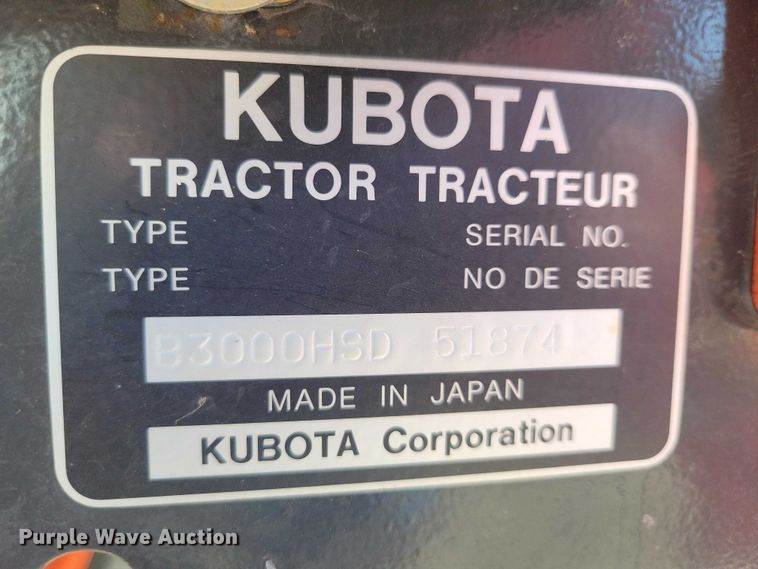 KUBOTA
TRACTOR TRACTEUR
TYPE SERIAL NO.
TYPE NO DE SERIE
B3000HSD 51874
MADE IN JAPAN
KUBOTA Corporation
Purple Wave Auction